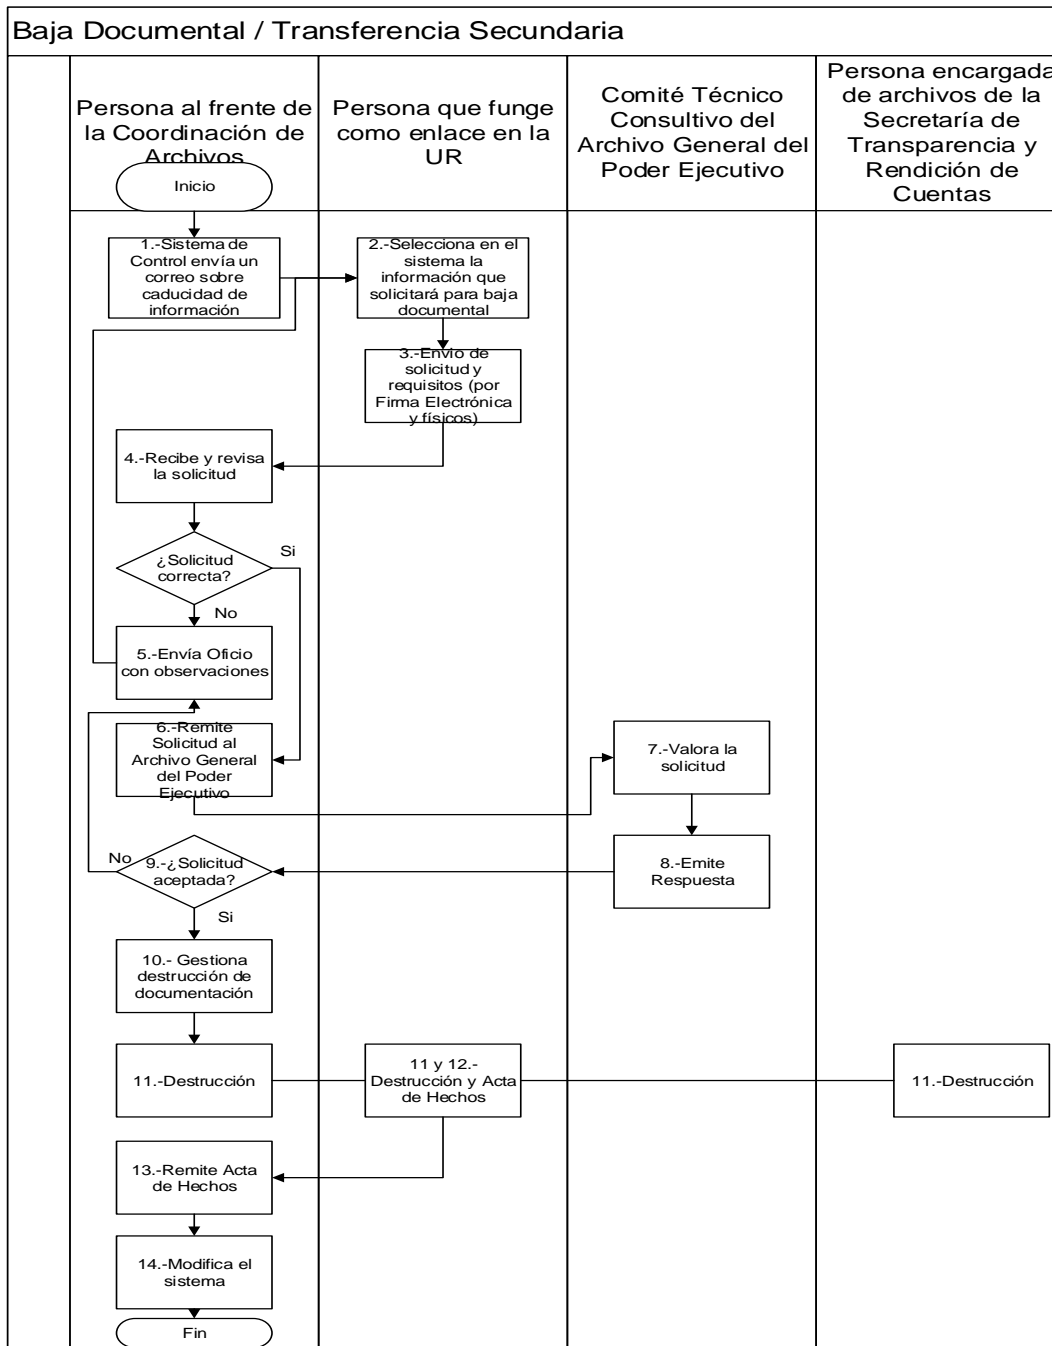 Baja Documental / Transferencia Secundaria
Persona al frente de
la Coordinación de
Archivos
Persona que funge
como enlace en la
UR
Comité Técnico
Consultivo del
Archivo General del
Poder Ejecutivo
Persona encargada
de archivos de la
Secretaría de
Transparencia y
Rendición de
Cuentas
Inicio
1.-Sistema de
Control envía un
correo sobre
caducidad de
información
2.-Selecciona en el
sistema la
información que
solicitará para baja
documental
3.-Envío de
solicitud y
requisitos (por
Firma Electrónica
y físicos)
4.-Recibe y revisa
la solicitud
¿Solicitud
correcta?
Si
No
5.-Envía Oficio
con observaciones
6.-Remite
Solicitud al
Archivo General
del Poder
Ejecutivo
7.-Valora la
solicitud
8.-Emite
Respuesta
No
9.-¿Solicitud
aceptada?
Si
10.- Gestiona
destrucción de
documentación
11.-Destrucción
11 y 12.-
Destrucción y Acta
de Hechos
11.-Destrucción
13.-Remite Acta
de Hechos
14.-Modifica el
sistema
Fin